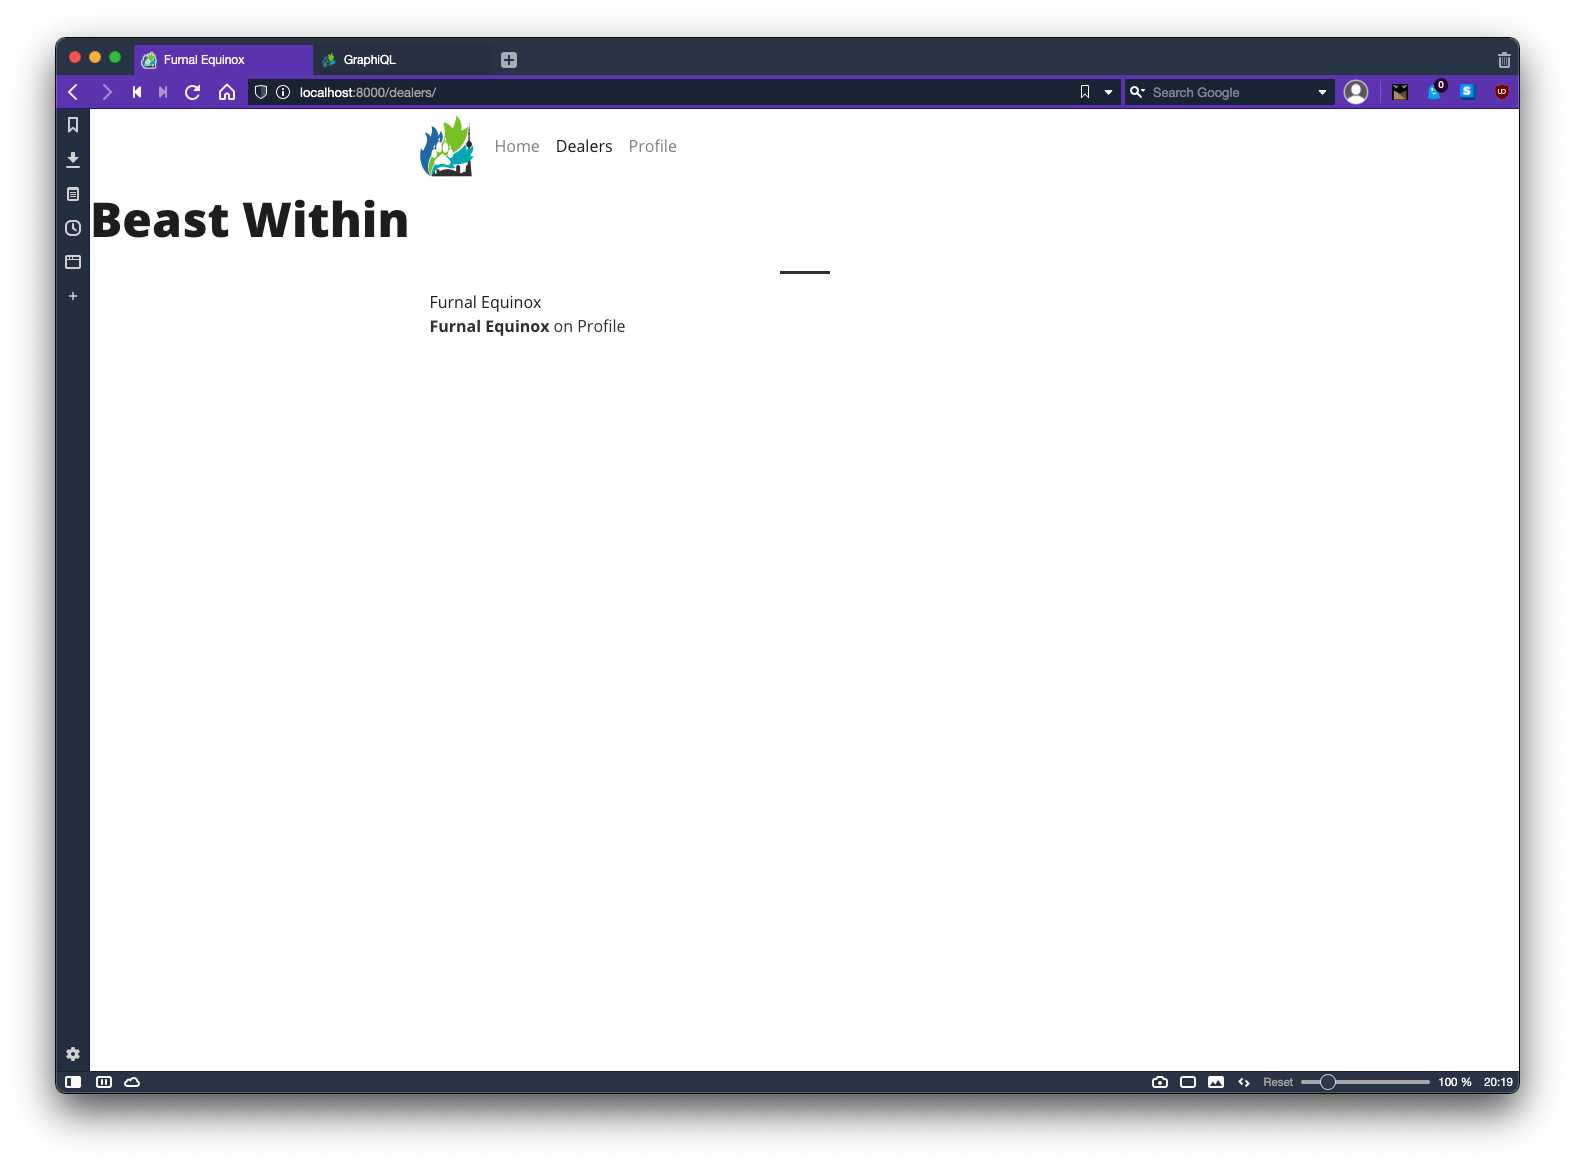 Furnal Equinox
GraphiQL
localhost:8000/dealers/
Search Google
0
S
UD
Home Dealers Profile
Beast Within
Furnal Equinox
Furnal Equinox on Profile
Reset
100 %
20:19